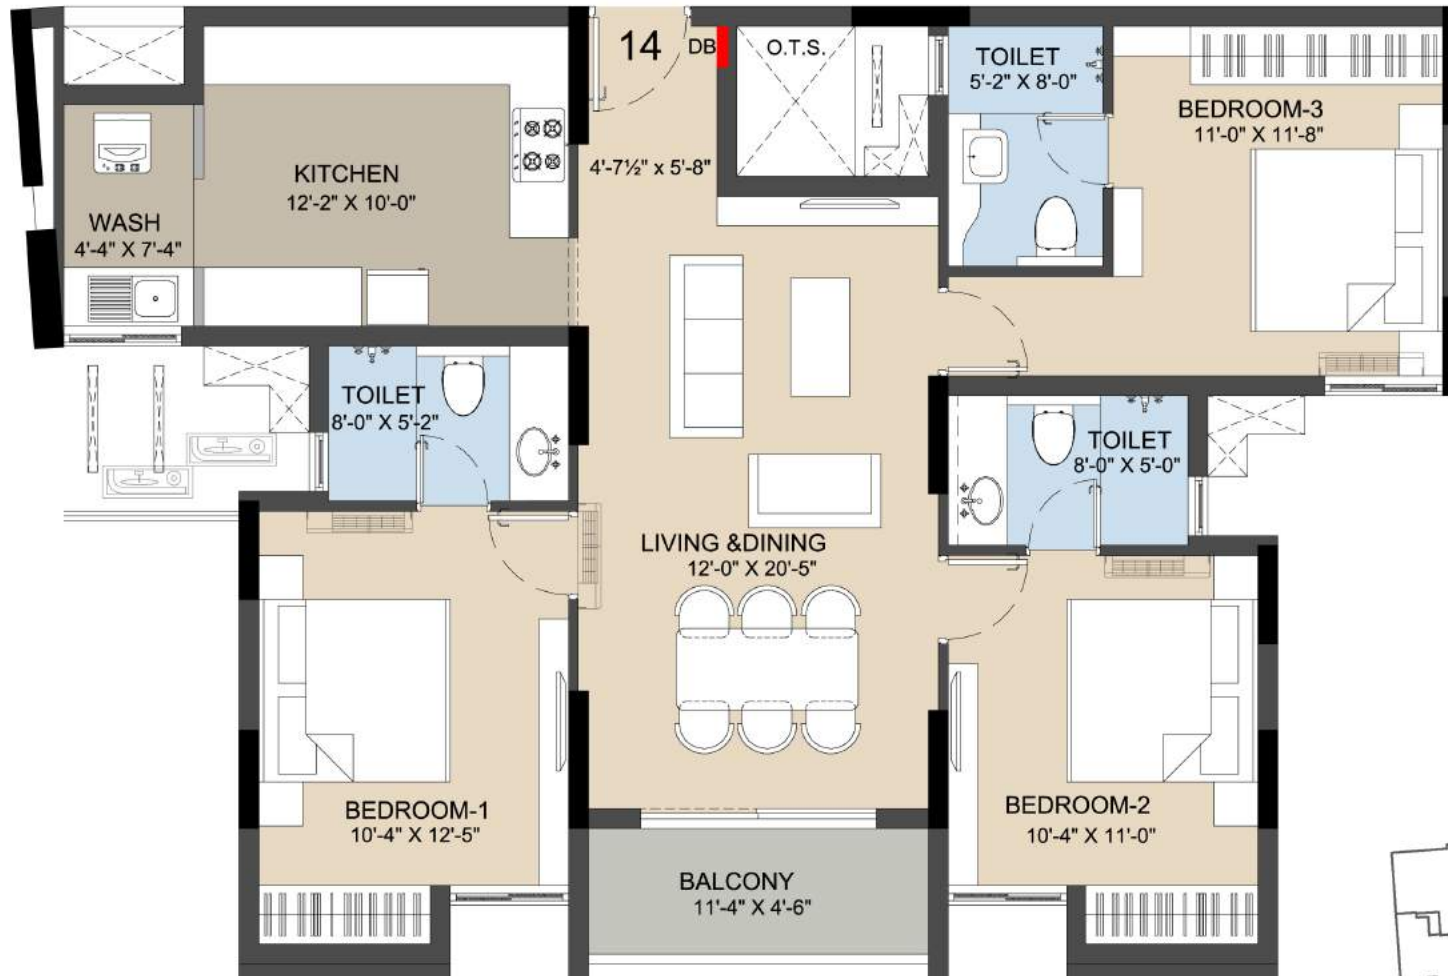 14
DB
O.T.S.
TOILET
5'-2" X 8'-0"
BEDROOM-3
11'-0" X 11'-8"
KITCHEN
12'-2" X 10'-0"
4'-7½" x 5'-8"
WASH
4'-4" X 7'-4"
TOILET
8'-0" X 5'-2"
TOILET
8'-0" X 5'-0"
LIVING &DINING
12'-0" X 20'-5"
BEDROOM-1
10'-4" X 12'-5"
BEDROOM-2
10'-4" X 11'-0"
BALCONY
11'-4" X 4'-6"